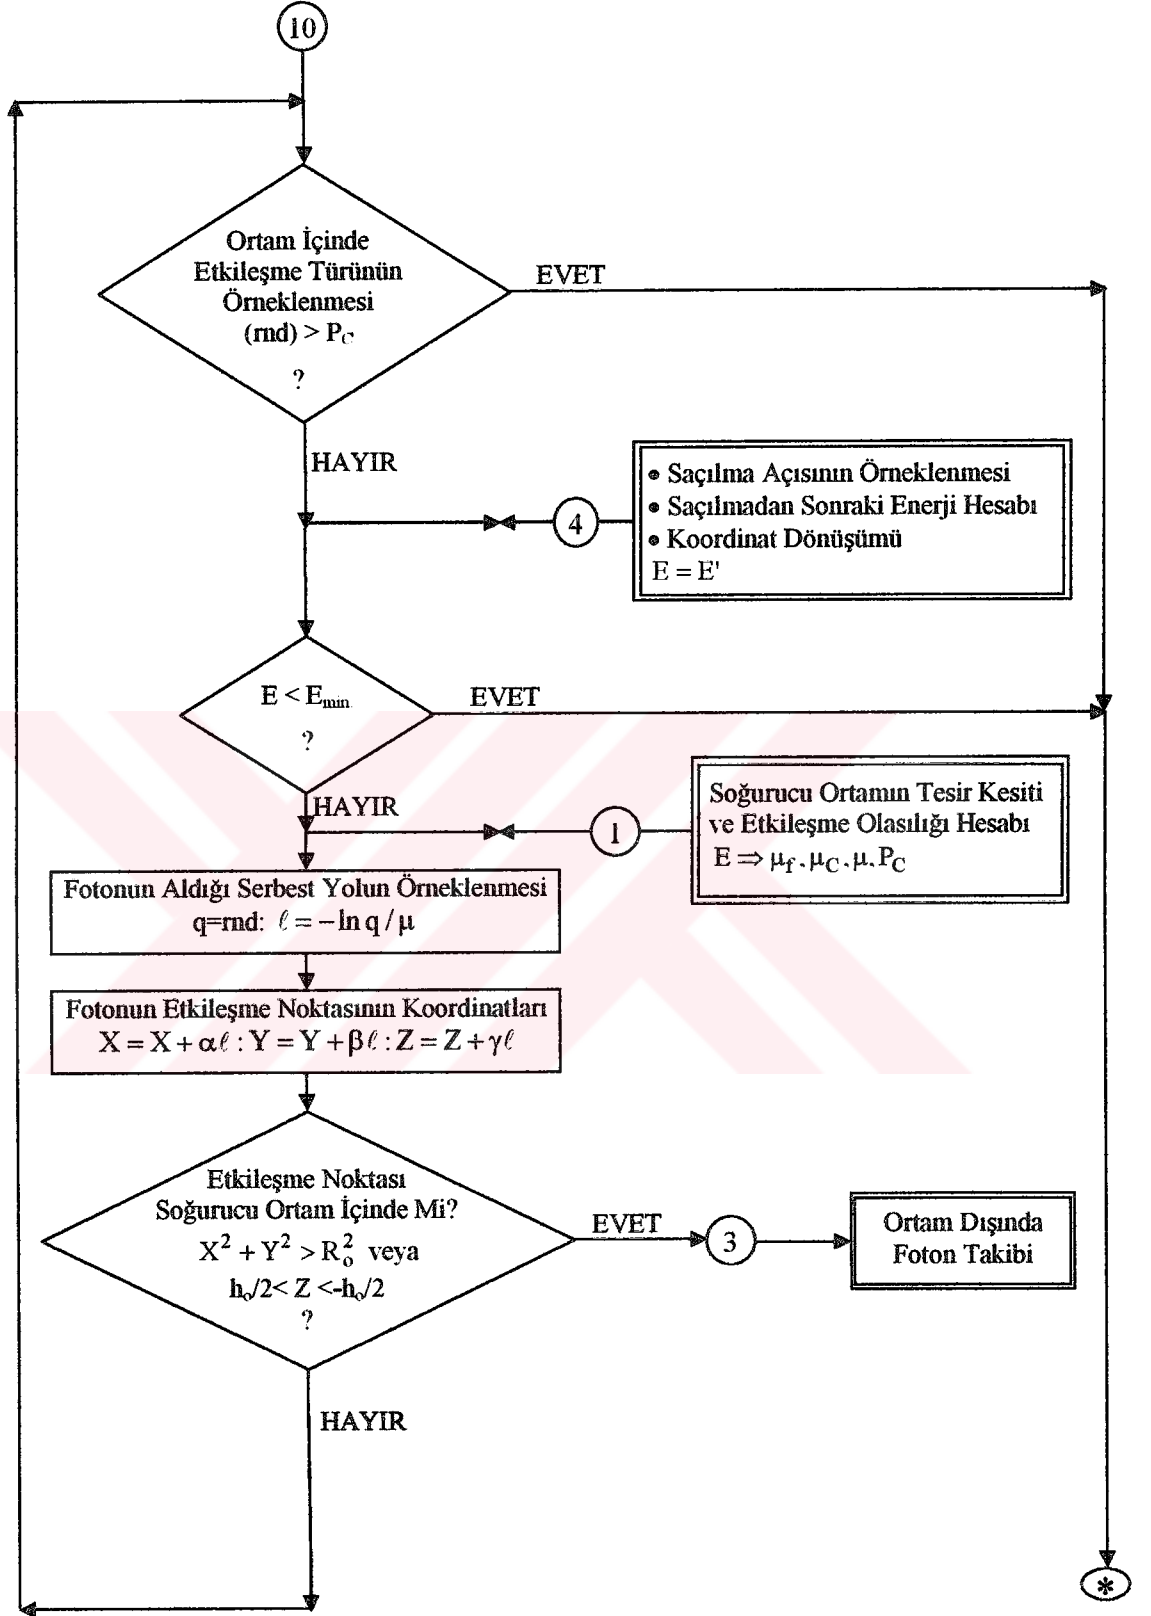 10
Ortam İçinde
Etkileşme Türünün
Örneklenmesi
(rnd) > P_C
?
EVET
HAYIR
4
• Saçılma Açısının Örneklenmesi
• Saçılmadan Sonraki Enerji Hesabı
• Koordinat Dönüşümü
E = E'
E < E_min
?
EVET
HAYIR
1
Soğurucu Ortamın Tesir Kesiti
ve Etkileşme Olasılığı Hesabı
E ⇒ μ_f, μ_C, μ, P_C
Fotonun Aldığı Serbest Yolun Örneklenmesi
q=rnd: ℓ = − ln q / μ
Fotonun Etkileşme Noktasının Koordinatları
X = X + αℓ : Y = Y + βℓ : Z = Z + γℓ
Etkileşme Noktası
Soğurucu Ortam İçinde Mi?
X² + Y² > R_o² veya
h_o/2< Z <-h_o/2
?
EVET
3
Ortam Dışında
Foton Takibi
HAYIR
*